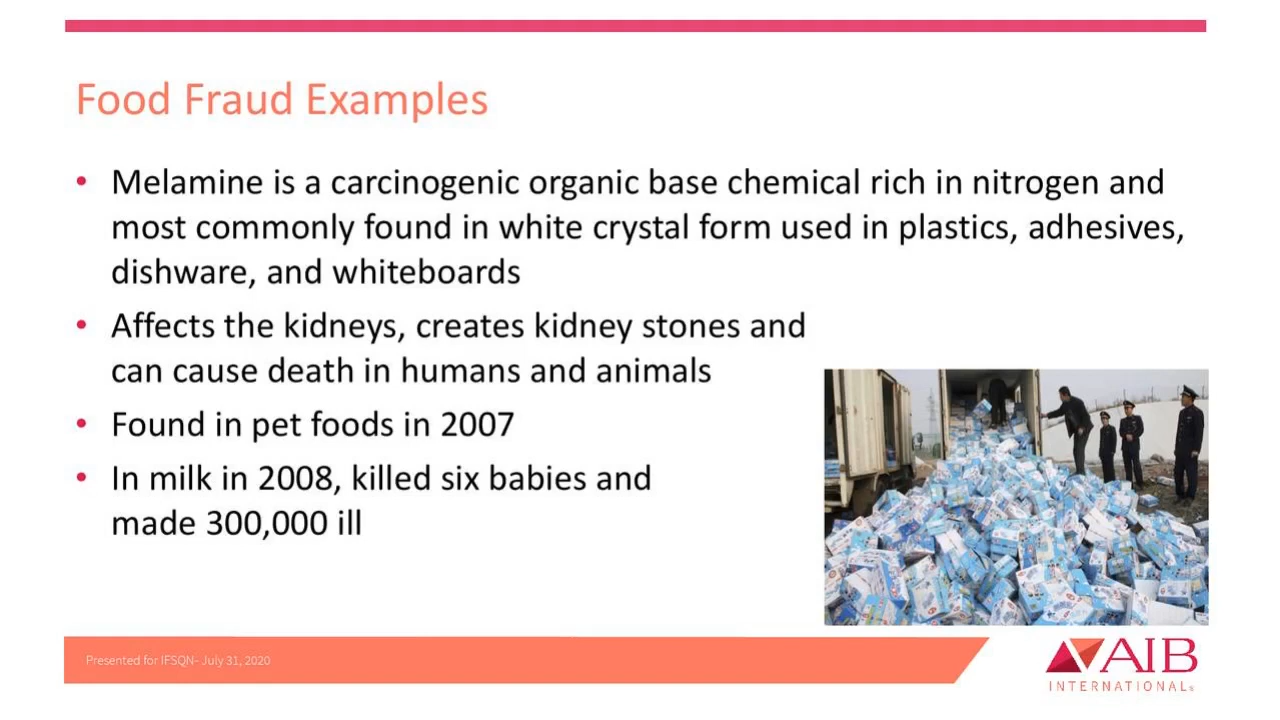 Food Fraud Examples
• Melamine is a carcinogenic organic base chemical rich in nitrogen and
most commonly found in white crystal form used in plastics, adhesives,
dishware, and whiteboards
• Affects the kidneys, creates kidney stones and
can cause death in humans and animals
• Found in pet foods in 2007
• In milk in 2008, killed six babies and
made 300,000 ill
Presented for IFSQN- July 31, 2020
AIB
INTERNATIONAL